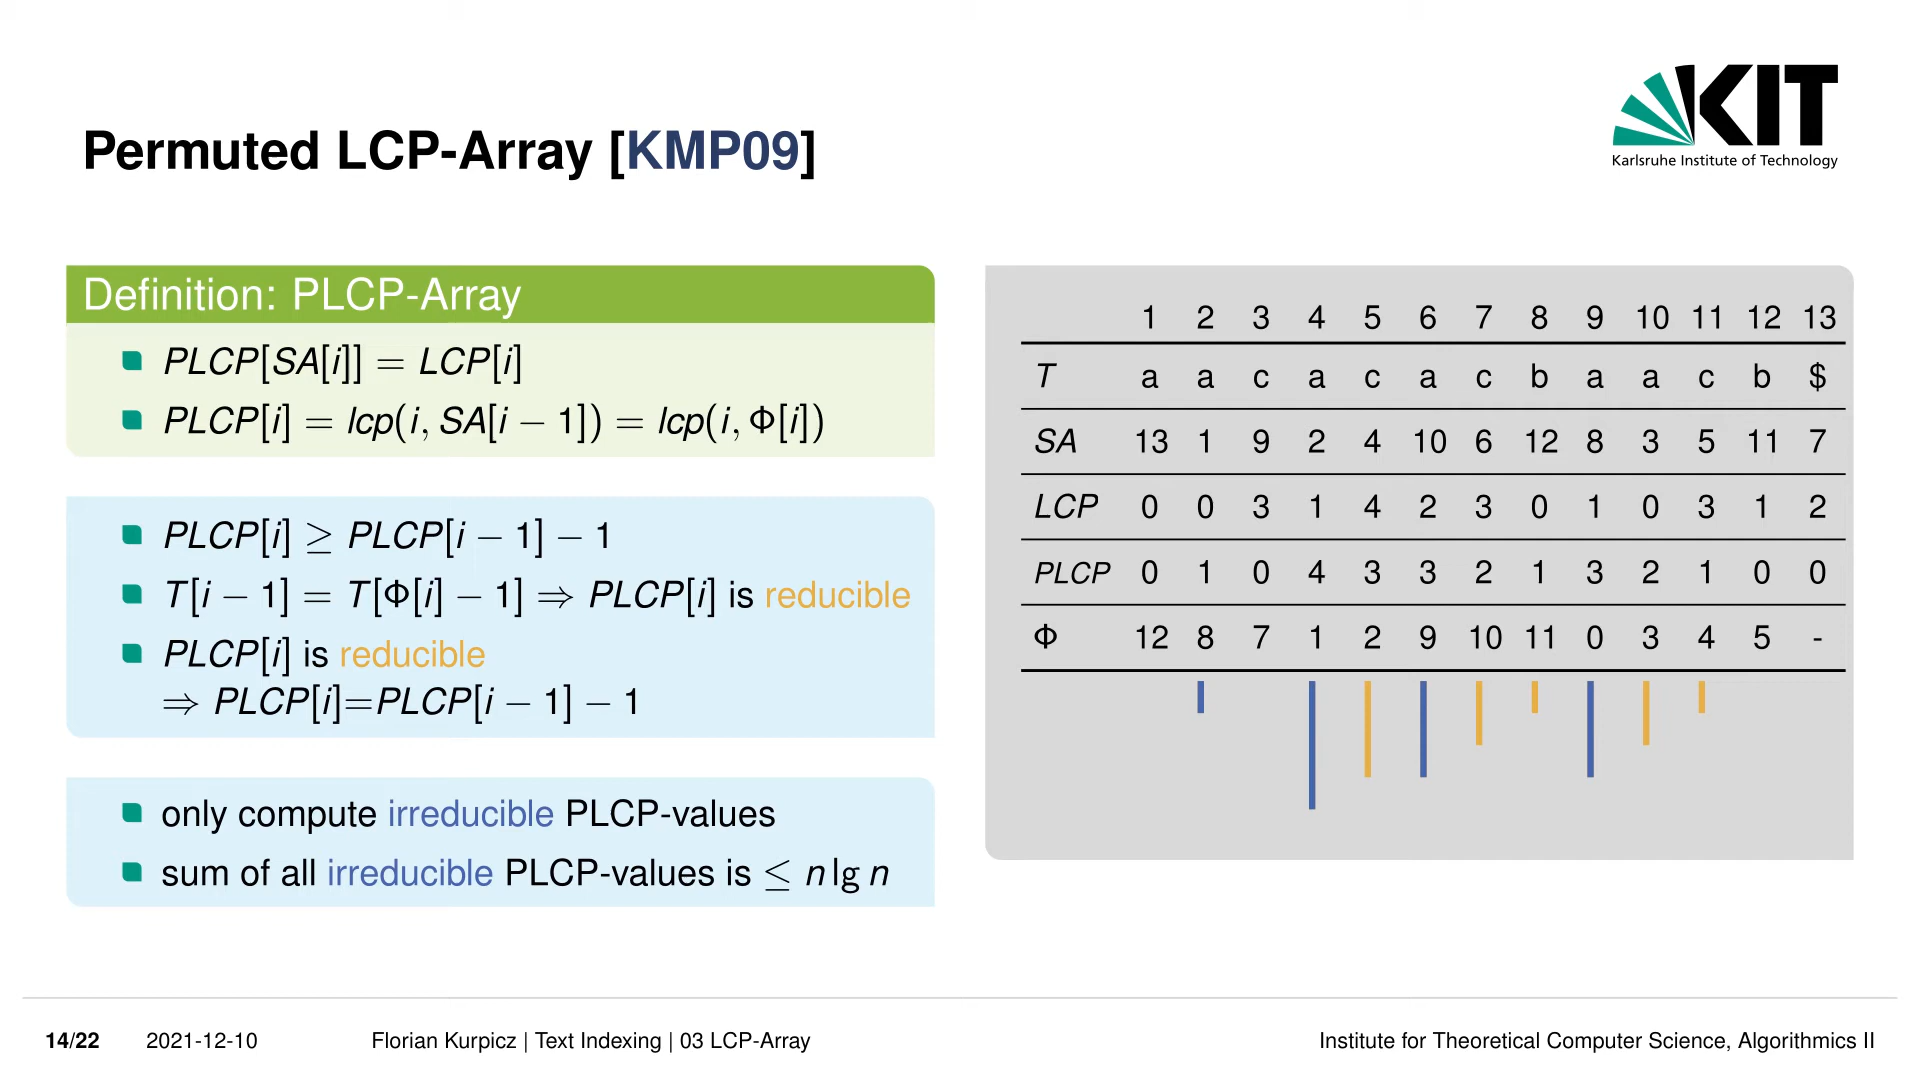 Permuted LCP-Array [KMP09]
KIT
Karlsruhe Institute of Technology
Definition: PLCP-Array
PLCP[SA[i]] = LCP[i]
PLCP[i] = lcp(i, SA[i − 1]) = lcp(i, Φ[i])
PLCP[i] ≥ PLCP[i − 1] − 1
T[i − 1] = T[Φ[i] − 1] ⇒ PLCP[i] is reducible
PLCP[i] is reducible
⇒ PLCP[i]=PLCP[i − 1] − 1
only compute irreducible PLCP-values
sum of all irreducible PLCP-values is ≤ n lg n
1 2 3 4 5 6 7 8 9 10 11 12 13
T a a c a c a c b a a c b $
SA 13 1 9 2 4 10 6 12 8 3 5 11 7
LCP 0 0 3 1 4 2 3 0 1 0 3 1 2
PLCP 0 1 0 4 3 3 2 1 3 2 1 0 0
Φ 12 8 7 1 2 9 10 11 0 3 4 5 -
14/22 2021-12-10 Florian Kurpicz | Text Indexing | 03 LCP-Array Institute for Theoretical Computer Science, Algorithmics II